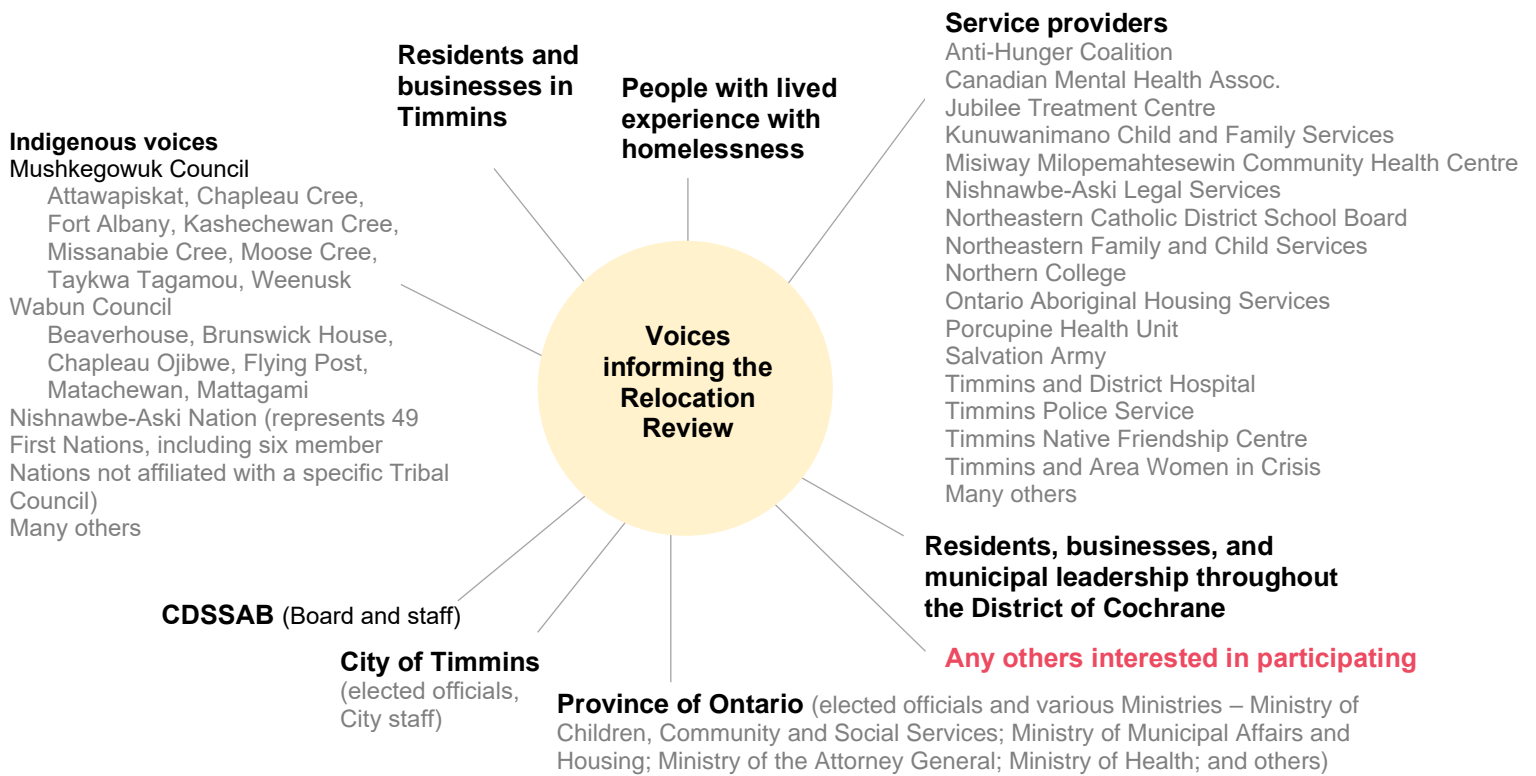 Residents and
businesses in
Timmins
People with lived
experience with
homelessness
Service providers
Anti-Hunger Coalition
Canadian Mental Health Assoc.
Jubilee Treatment Centre
Kunuwanimano Child and Family Services
Misiway Milopemahtesewin Community Health Centre
Nishnawbe-Aski Legal Services
Northeastern Catholic District School Board
Northeastern Family and Child Services
Northern College
Ontario Aboriginal Housing Services
Porcupine Health Unit
Salvation Army
Timmins and District Hospital
Timmins Police Service
Timmins Native Friendship Centre
Timmins and Area Women in Crisis
Many others
Indigenous voices
Mushkegowuk Council
Attawapiskat, Chapleau Cree,
Fort Albany, Kashechewan Cree,
Missanabie Cree, Moose Cree,
Taykwa Tagamou, Weenusk
Wabun Council
Beaverhouse, Brunswick House,
Chapleau Ojibwe, Flying Post,
Matachewan, Mattagami
Nishnawbe-Aski Nation (represents 49
First Nations, including six member
Nations not affiliated with a specific Tribal
Council)
Many others
Voices
informing the
Relocation
Review
Residents, businesses, and
municipal leadership throughout
the District of Cochrane
CDSSAB (Board and staff)
City of Timmins
(elected officials,
City staff)
Any others interested in participating
Province of Ontario (elected officials and various Ministries – Ministry of
Children, Community and Social Services; Ministry of Municipal Affairs and
Housing; Ministry of the Attorney General; Ministry of Health; and others)